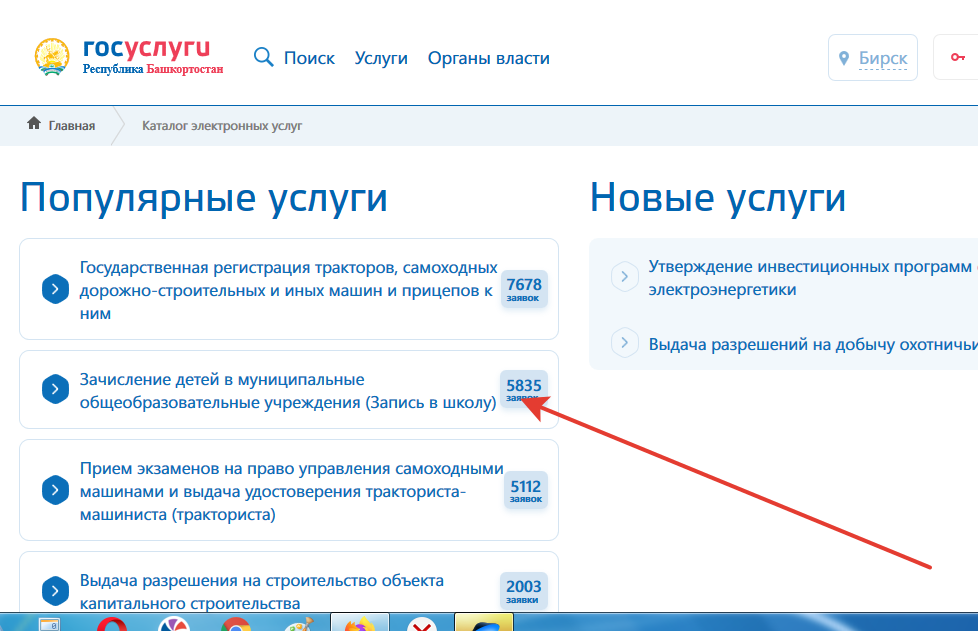 госуслуги
Республика Башкортостан
Поиск
Услуги
Органы власти
Бирск
Главная
Каталог электронных услуг
Популярные услуги
Государственная регистрация тракторов, самоходных
дорожно-строительных и иных машин и прицепов к
ним
7678
заявок
Зачисление детей в муниципальные
общеобразовательные учреждения (Запись в школу)
5835
заявок
Прием экзаменов на право управления самоходными
машинами и выдача удостоверения тракториста-
машиниста (тракториста)
5112
заявок
Выдача разрешения на строительство объекта
капитального строительства
2003
заявки
Новые услуги
Утверждение инвестиционных программ
электроэнергетики
Выдача разрешений на добычу охотничьи